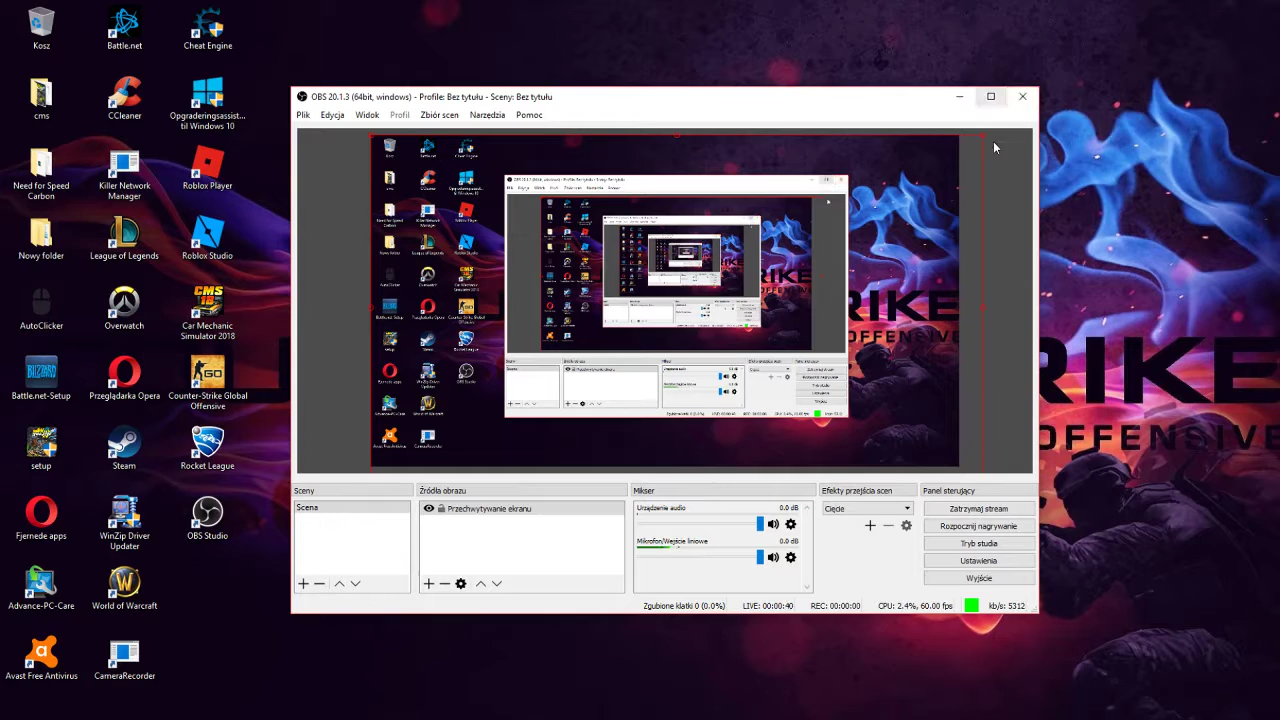 Kosz
Battle.net
Cheat Engine
cms
CCleaner
Opgraderingsassist...
til Windows 10
Need for Speed
Carbon
Killer Network
Manager
Roblox Player
Nowy folder
League of Legends
Roblox Studio
AutoClicker
Overwatch
Car Mechanic
Simulator 2018
Battle.net-Setup
Przeglądarka Opera
Counter-Strike Global
Offensive
setup
Steam
Rocket League
Fjernede apps
WinZip Driver
Updater
OBS Studio
Advance-PC-Care
World of Warcraft
Avast Free Antivirus
CameraRecorder
OBS 20.1.3 (64bit, windows) - Profile: Bez tytułu - Sceny: Bez tytułu
Plik Edycja Widok Profil Zbiór scen Narzędzia Pomoc
Sceny
Scena
Źródła obrazu
Przechwytywanie ekranu
Mikser
Urządzenie audio 0.0 dB
Mikrofon/Wejście liniowe 0.0 dB
Efekty przejścia scen
Cięcie
Panel sterujący
Zatrzymaj stream
Rozpocznij nagrywanie
Tryb studia
Ustawienia
Wyjście
Zgubione klatki 0 (0.0%) LIVE: 00:00:40 REC: 00:00:00 CPU: 2.4%, 60.00 fps kb/s: 5312
RIKE
OFFENSIVE